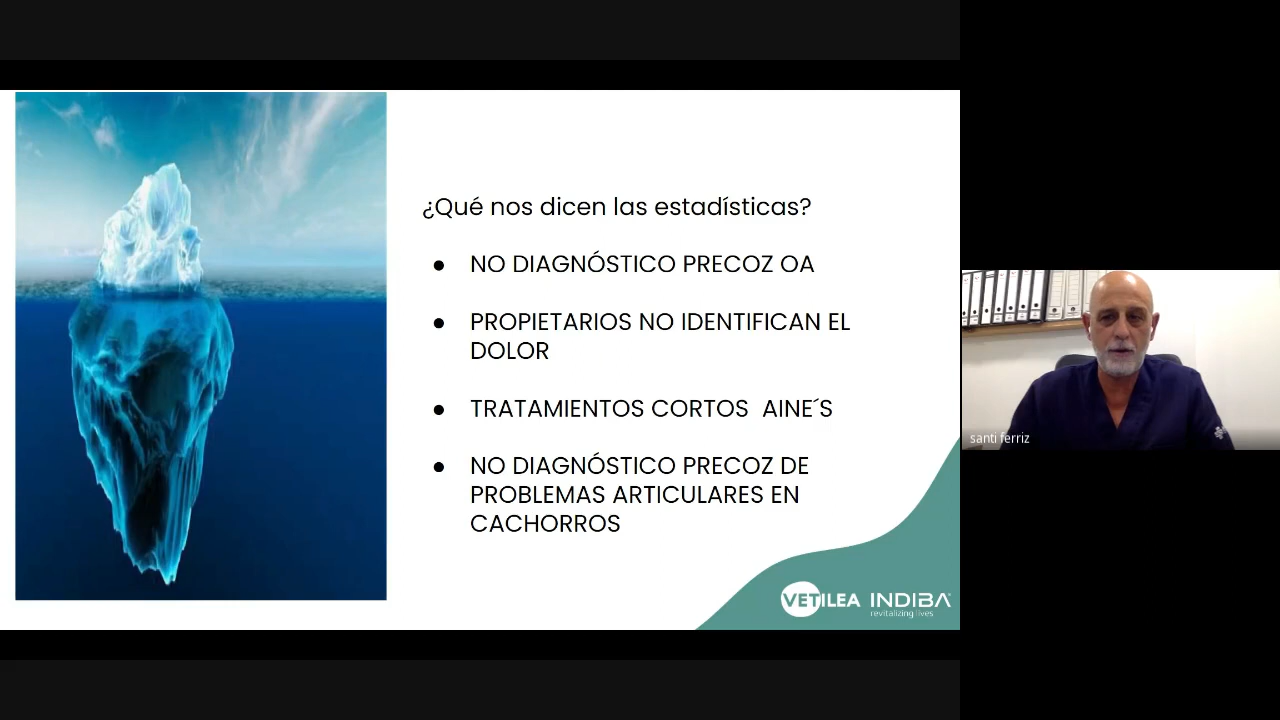 ¿Qué nos dicen las estadísticas?
● NO DIAGNÓSTICO PRECOZ OA
● PROPIETARIOS NO IDENTIFICAN EL
DOLOR
● TRATAMIENTOS CORTOS  AINE´S
● NO DIAGNÓSTICO PRECOZ DE
PROBLEMAS ARTICULARES EN
CACHORROS
VETILEA INDIBA
revitalizing lives
santi ferriz